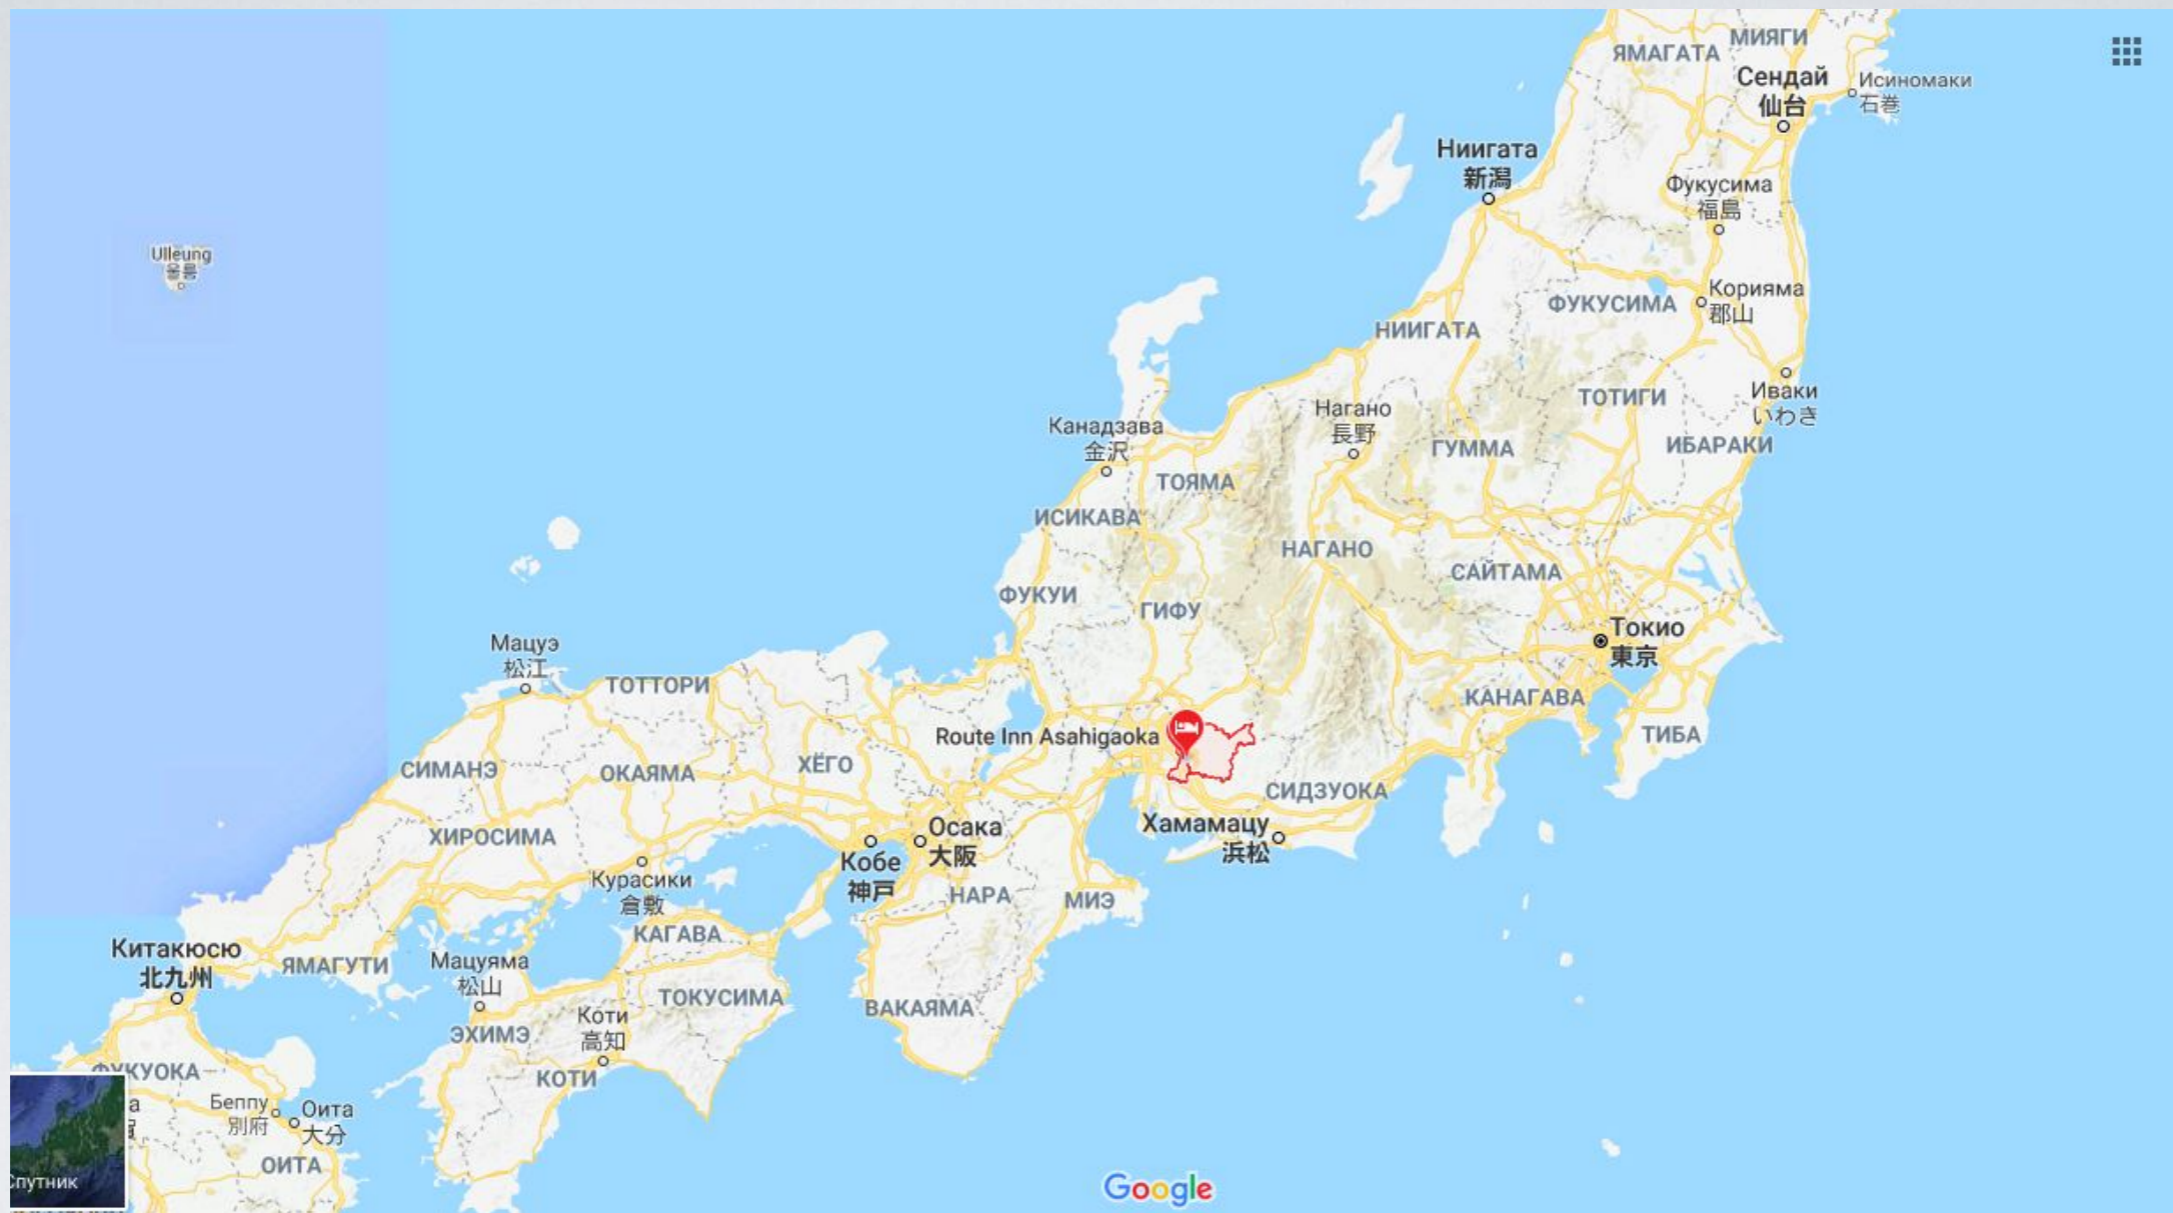 МИЯГИ
ЯМАГАТА
Сендай
仙台
Исиномаки
石巻
Ниигата
新潟
Фукусима
福島
Ulleung
울릉
Корияма
郡山
ФУКУСИМА
НИИГАТА
Иваки
いわき
ТОТИГИ
Нагано
長野
Канадзава
金沢
ГУММА
ИБАРАКИ
ТОЯМА
ИСИКАВА
НАГАНО
САЙТАМА
ФУКУИ
ГИФУ
Токио
東京
Мацуэ
松江
ТОТТОРИ
КАНАГАВА
Route Inn Asahigaoka
ТИБА
СИМАНЭ
ОКАЯМА
ХЁГО
СИДЗУОКА
ХИРОСИМА
Осака
大阪
Хамамацу
浜松
Кобе
神戸
Курасики
倉敷
НАРА
МИЭ
КАГАВА
Китакюсю
北九州
ЯМАГУТИ
Мацуяма
松山
ТОКУСИМА
ВАКАЯМА
Коти
高知
ЭХИМЭ
ФУКУОКА
КОТИ
Беппу
別府
Оита
大分
ОИТА
Спутник
Google